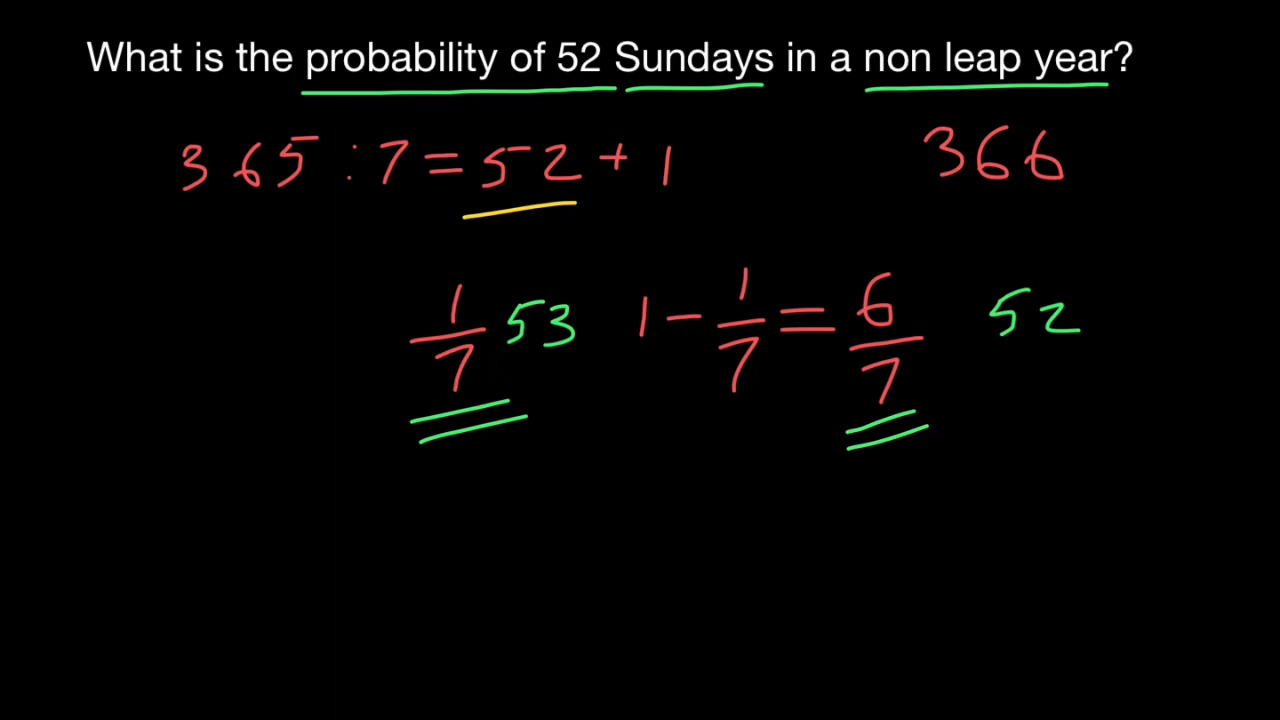 What is the probability of 52 Sundays in a non leap year?
365 : 7 = 52 + 1 366
1/7 53 1 - 1/7 = 6/7 52